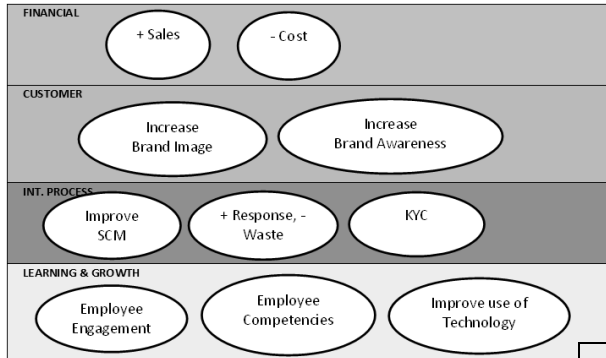 FINANCIAL
+ Sales
- Cost
CUSTOMER
Increase
Brand Image
Increase
Brand Awareness
INT. PROCESS
Improve
SCM
+ Response, -
Waste
KYC
LEARNING & GROWTH
Employee
Engagement
Employee
Competencies
Improve use of
Technology